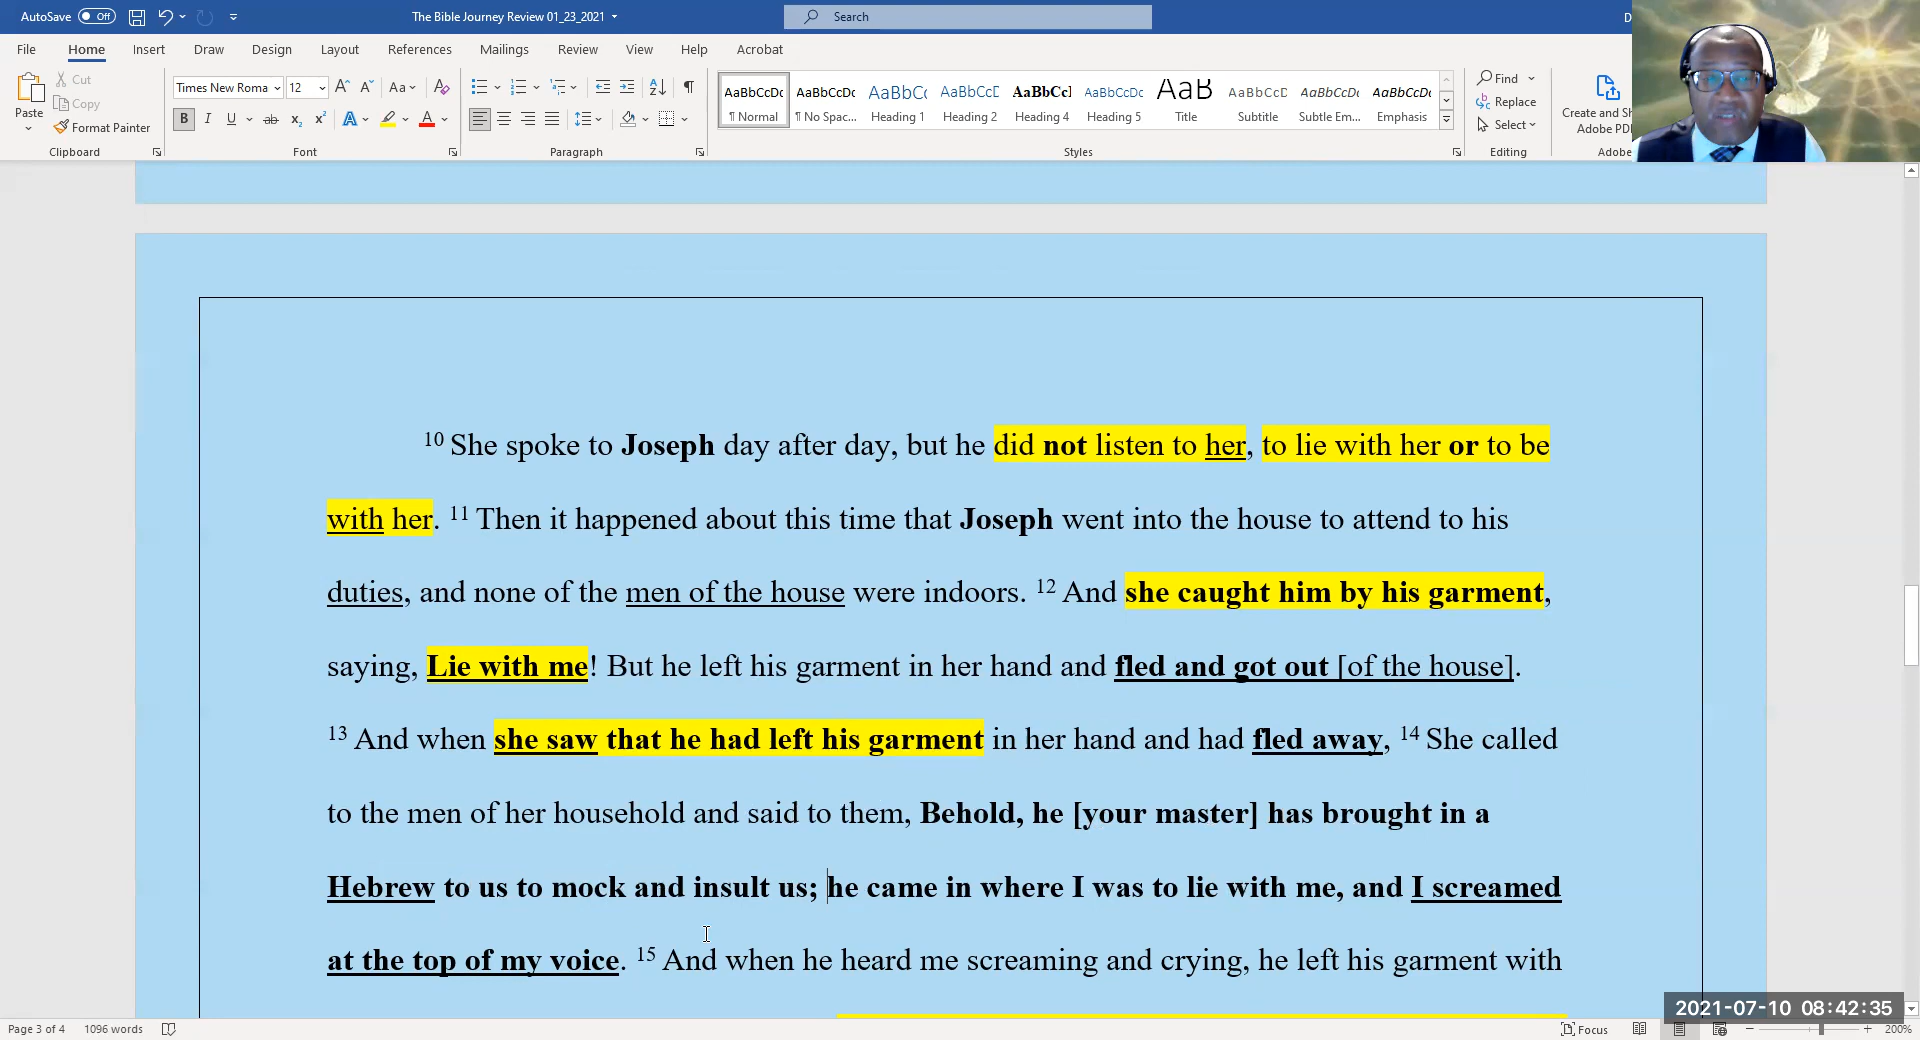 AutoSave Off The Bible Journey Review 01_23_2021 Search D
File Home Insert Draw Design Layout References Mailings Review View Help Acrobat
Paste Cut Copy Format Painter
Times New Roma 12 Aa
AaBbCcDc AaBbCcDc AaBbC AaBbCcD AaBbCcI AaBbCcDc AaB AaBbCcD AaBbCcDc AaBbCcDc
¶ Normal ¶ No Spac... Heading 1 Heading 2 Heading 4 Heading 5 Title Subtitle Subtle Em... Emphasis
Find Replace Select
Create and Sh
Adobe PD
Clipboard Font Paragraph Styles Editing Adobe
10 She spoke to Joseph day after day, but he did not listen to her, to lie with her or to be
with her. 11 Then it happened about this time that Joseph went into the house to attend to his
duties, and none of the men of the house were indoors. 12 And she caught him by his garment,
saying, Lie with me! But he left his garment in her hand and fled and got out [of the house].
13 And when she saw that he had left his garment in her hand and had fled away, 14 She called
to the men of her household and said to them, Behold, he [your master] has brought in a
Hebrew to us to mock and insult us; he came in where I was to lie with me, and I screamed
at the top of my voice. 15 And when he heard me screaming and crying, he left his garment with
2021-07-10 08:42:35
Page 3 of 4 1096 words Focus 200%